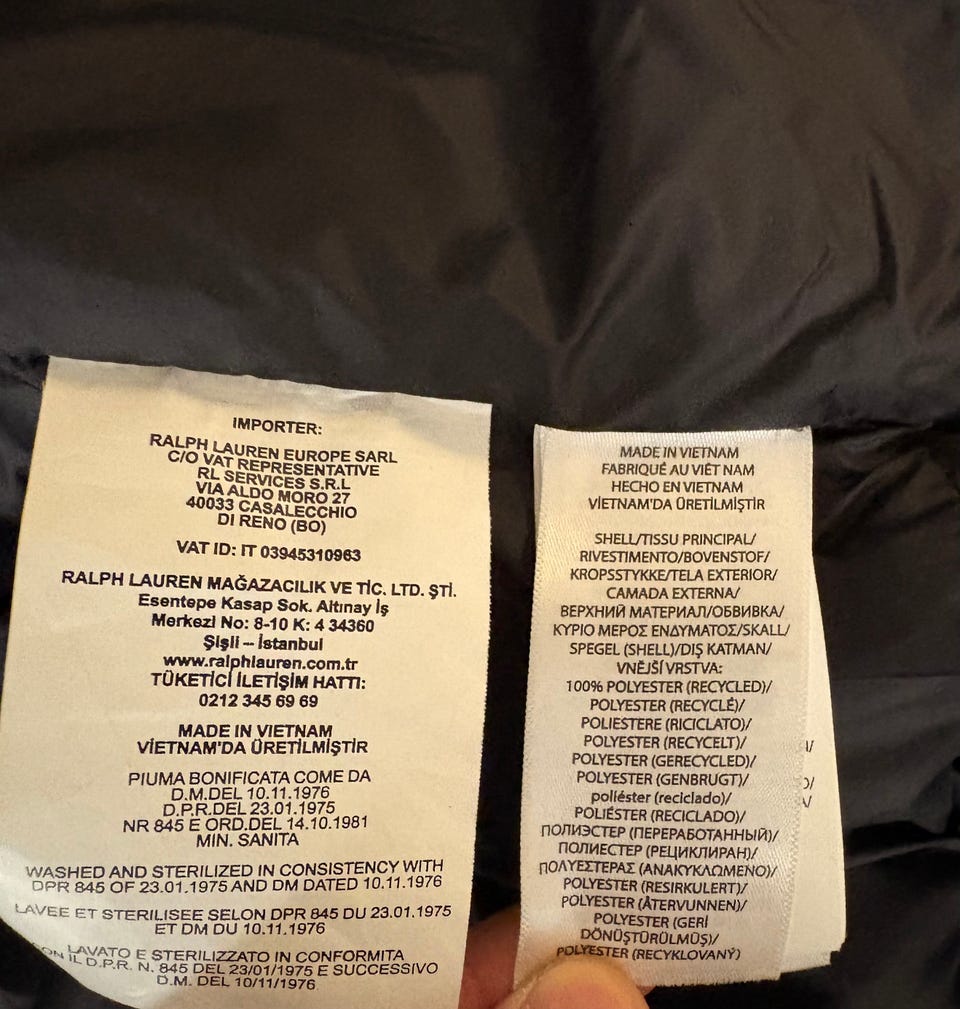 IMPORTER:
RALPH LAUREN EUROPE SARL
C/O VAT REPRESENTATIVE
RL SERVICES S.R.L
VIA ALDO MORO 27
40033 CASALECCHIO
DI RENO (BO)
VAT ID: IT 03945310963
RALPH LAUREN MAĞAZACILIK VE TİC. LTD. ŞTİ.
Esentepe Kasap Sok. Altınay İş
Merkezi No: 8-10 K: 4 34360
Şişli – İstanbul
www.ralphlauren.com.tr
TÜKETİCİ İLETİŞİM HATTI:
0212 345 69 69
MADE IN VIETNAM
VİETNAM'DA ÜRETİLMİŞTİR
PIUMA BONIFICATA COME DA
D.M.DEL 10.11.1976
D.P.R.DEL 23.01.1975
NR 845 E ORD.DEL 14.10.1981
MIN. SANITA
WASHED AND STERILIZED IN CONSISTENCY WITH
DPR 845 OF 23.01.1975 AND DM DATED 10.11.1976
LAVEE ET STERILISEE SELON DPR 845 DU 23.01.1975
ET DM DU 10.11.1976
LAVATO E STERILIZZATO IN CONFORMITA
CON IL D.P.R. N. 845 DEL 23/01/1975 E SUCCESSIVO
D.M. DEL 10/11/1976
MADE IN VIETNAM
FABRIQUÉ AU VIÊT NAM
HECHO EN VIETNAM
VİETNAM'DA ÜRETİLMİŞTİR
SHELL/TISSU PRINCIPAL/
RIVESTIMENTO/BOVENSTOF/
KROPSSTYKKE/TELA EXTERIOR/
CAMADA EXTERNA/
ВЕРХНИЙ МАТЕРИАЛ/ОБВИВКА/
ΚΥΡΙΟ ΜΕΡΟΣ ΕΝΔΥΜΑΤΟΣ/SKALL/
SPEGEL (SHELL)/DIŞ KATMAN/
VNĚJŠÍ VRSTVA:
100% POLYESTER (RECYCLED)/
POLYESTER (RECYCLÉ)/
POLIESTERE (RICICLATO)/
POLYESTER (RECYCELT)/
POLYESTER (GERECYCLED)/
POLYESTER (GENBRUGT)/
poliéster (reciclado)/
POLIÉSTER (RECICLADO)/
ПОЛИЭСТЕР (ПЕРЕРАБОТАННЫЙ)/
ПОЛИЕСТЕР (РЕЦИКЛИРАН)/
ΠΟΛΥΕΣΤΕΡΑΣ (ΑΝΑΚΥΚΛΩΜΕΝΟ)/
POLYESTER (RESIRKULERT)/
POLYESTER (ÅTERVUNNEN)/
POLYESTER (GERİ
DÖNÜŞTÜRÜLMÜŞ)/
POLYESTER (RECYKLOVANÝ)